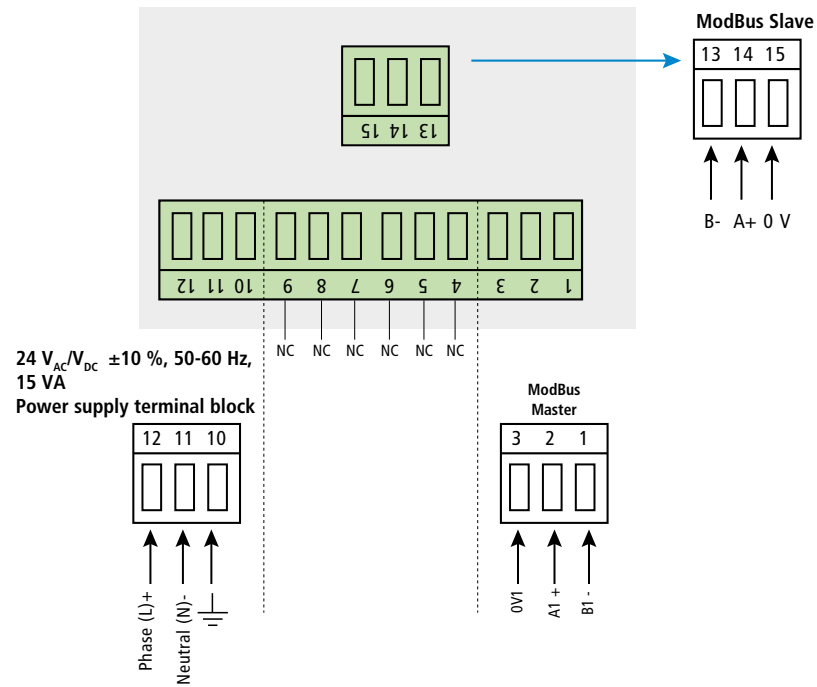 ModBus Slave
13 14 15
B- A+ 0 V
15 14 13
12 11 10 9 8 7 6 5 4 3 2 1
NC NC NC NC NC NC
24 VAC/VDC ±10 %, 50-60 Hz,
15 VA
Power supply terminal block
12 11 10
Phase (L)+
Neutral (N)-
ModBus
Master
3 2 1
0V1
A1 +
B1 -